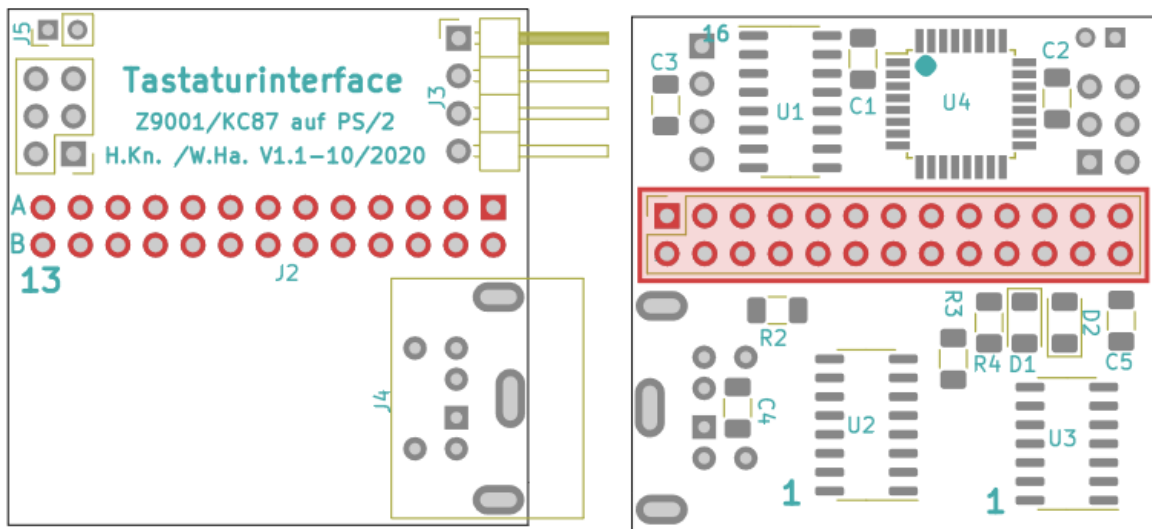 J5
Tastaturinterface
Z9001/KC87 auf PS/2
H.Kn. /W.Ha. V1.1-10/2020
J3
A
B
13
J2
J4
16
C3
U1
C1
U4
C2
R2
R3
R4
D1
D2
C5
C4
U2
U3
1
1